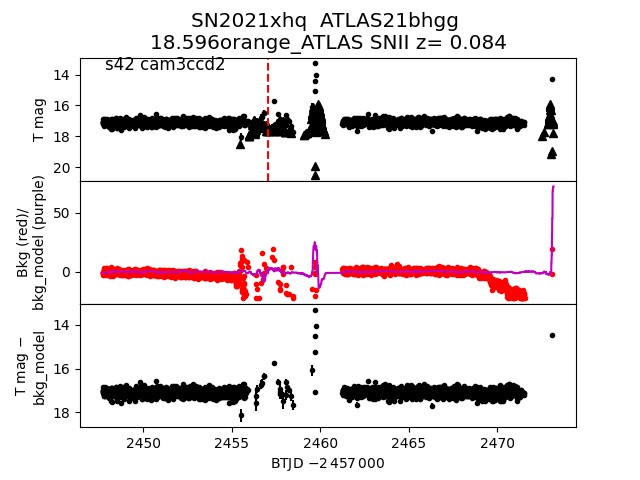 SN2021xhq ATLAS21bhgg
18.596orange_ATLAS SNII z= 0.084
s42 cam3ccd2
T mag
14
16
18
20
Bkg (red)/
bkg_model (purple)
50
0
T mag −
bkg_model
14
16
18
2450
2455
2460
2465
2470
BTJD −2 457 000